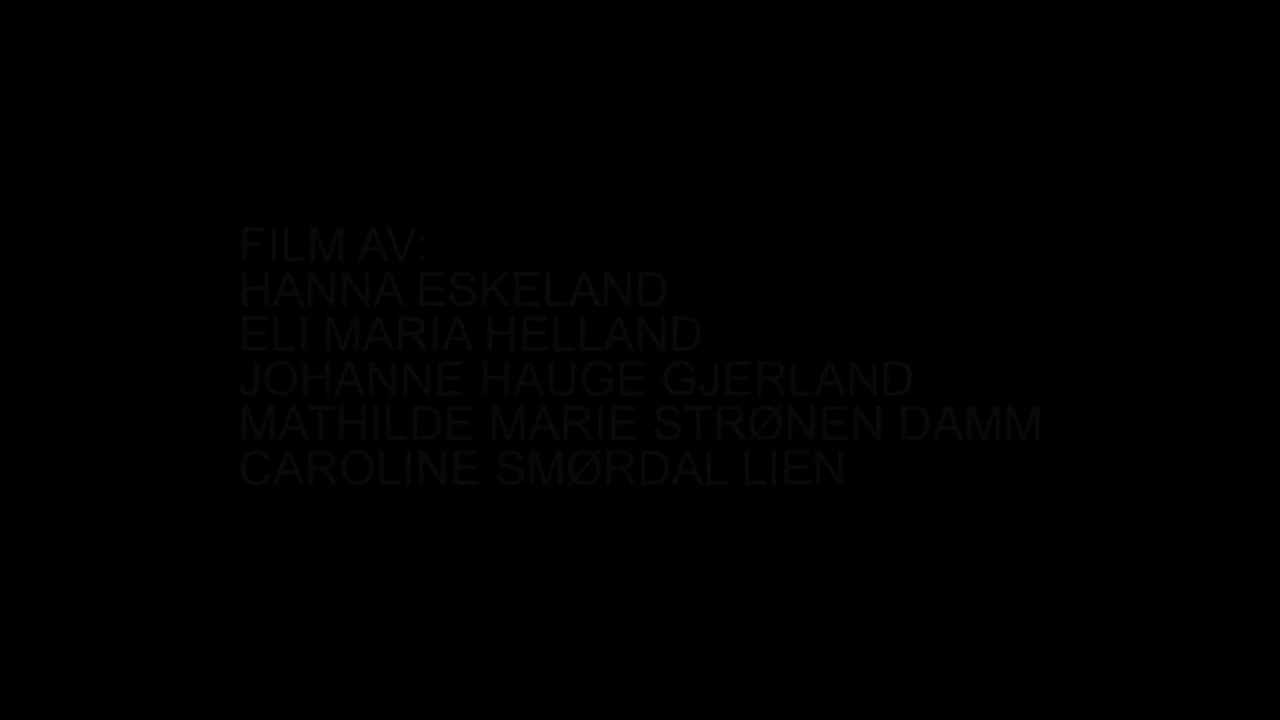 FILM AV:
HANNA ESKELAND
ELI MARIA HELLAND
JOHANNE HAUGE GJERLAND
MATHILDE MARIE STRØNEN DAMM
CAROLINE SMØRDAL LIEN